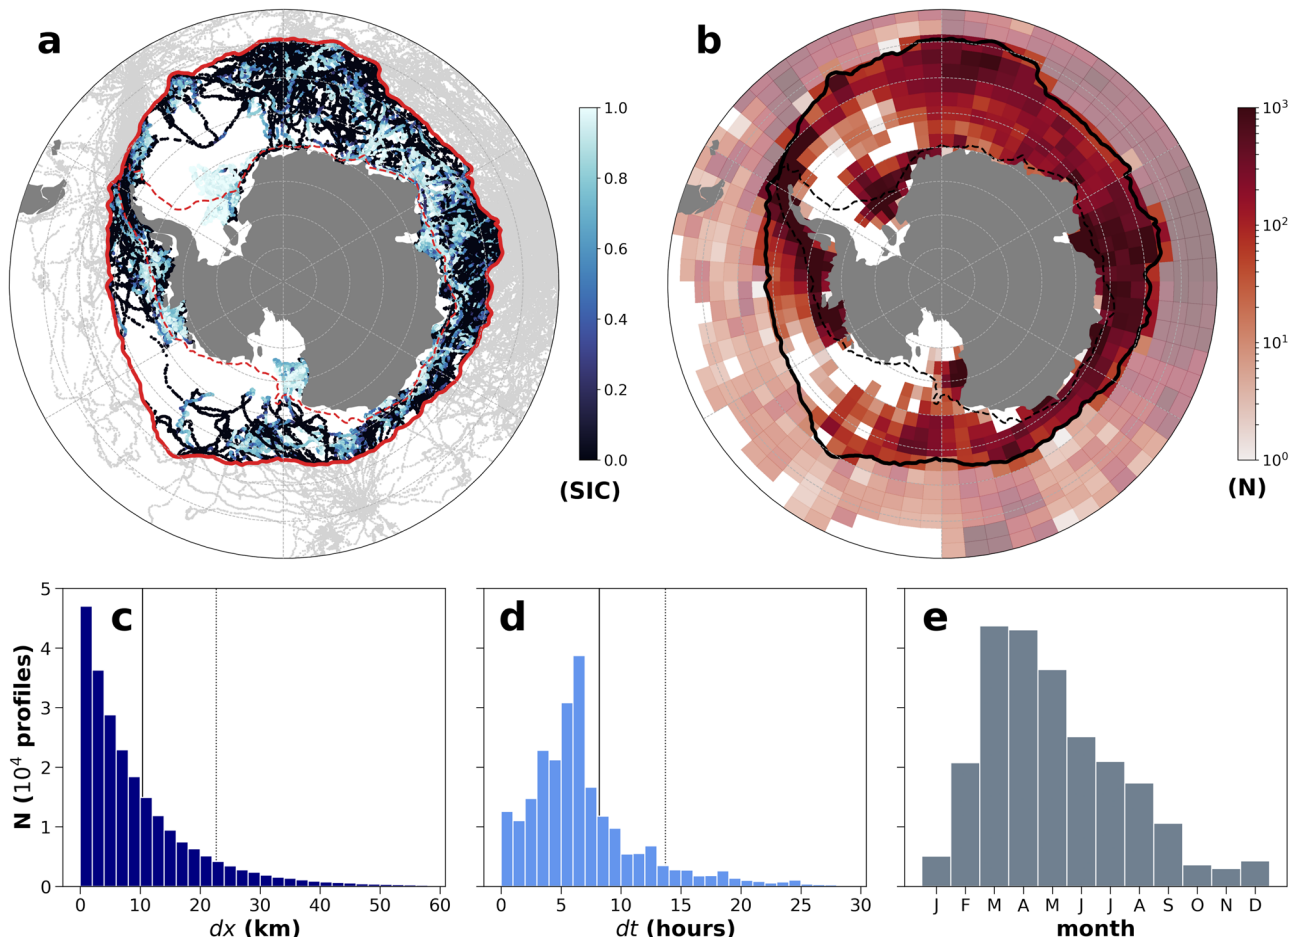 a
1.0
0.8
0.6
0.4
0.2
0.0
(SIC)
b
10³
10²
10¹
10⁰
(N)
c
5
4
3
2
1
0
N (10⁴ profiles)
0 10 20 30 40 50 60
dx (km)
d
0 5 10 15 20 25 30
dt (hours)
e
J F M A M J J A S O N D
month